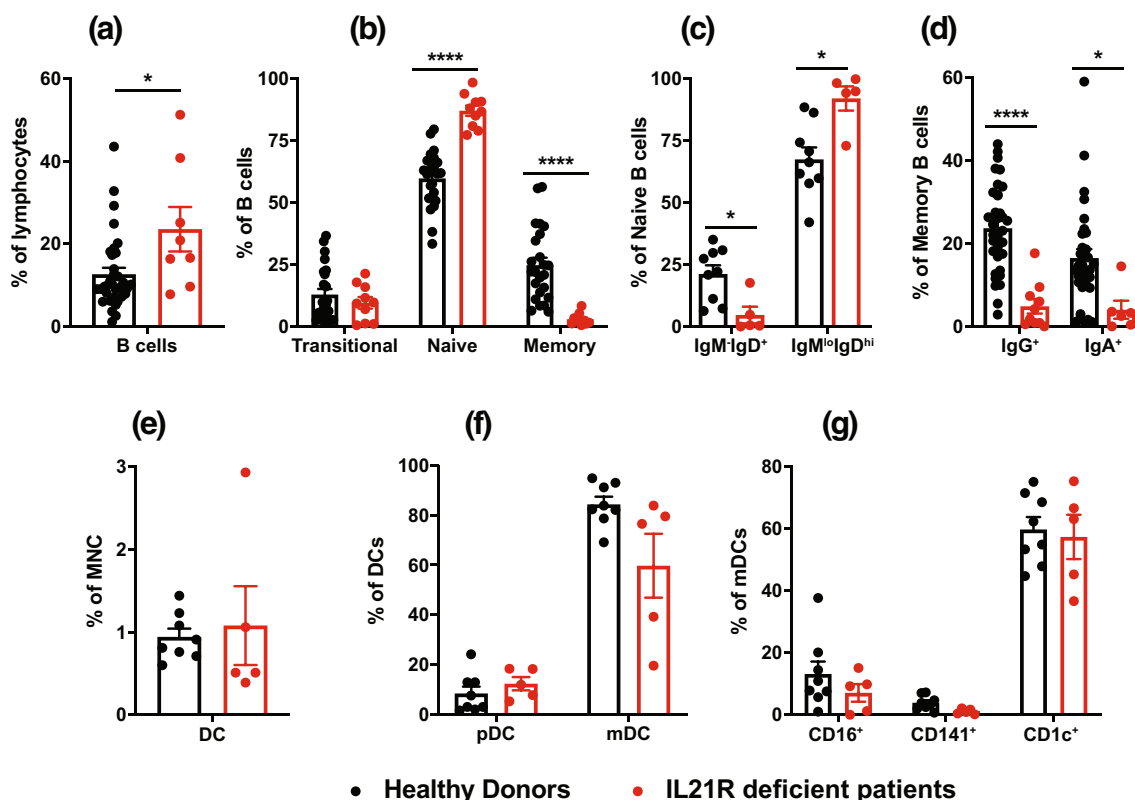 (a)
*
% of lymphocytes
60
40
20
0
B cells
(b)
****
****
% of B cells
100
75
50
25
0
Transitional Naive Memory
(c)
*
*
% of Naive B cells
100
75
50
25
0
IgM⁻IgD⁺ IgMˡᵒIgDʰⁱ
(d)
****
*
% of Memory B cells
60
40
20
0
IgG⁺ IgA⁺
(e)
% of MNC
3
2
1
0
DC
(f)
% of DCs
100
80
60
40
20
0
pDC mDC
(g)
% of mDCs
80
60
40
20
0
CD16⁺ CD141⁺ CD1c⁺
Healthy Donors IL21R deficient patients